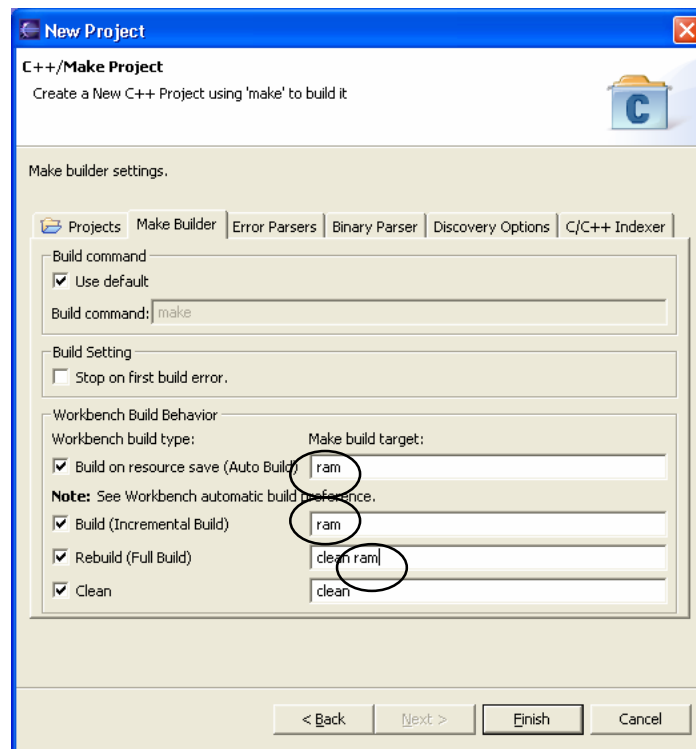 New Project
C++/Make Project
Create a New C++ Project using 'make' to build it
C
Make builder settings.
Projects Make Builder Error Parsers Binary Parser Discovery Options C/C++ Indexer
Build command
Use default
Build command: make
Build Setting
Stop on first build error.
Workbench Build Behavior
Workbench build type: Make build target:
Build on resource save (Auto Build) ram
Note: See Workbench automatic build preference.
Build (Incremental Build) ram
Rebuild (Full Build) clean ram
Clean clean
< Back Next > Finish Cancel